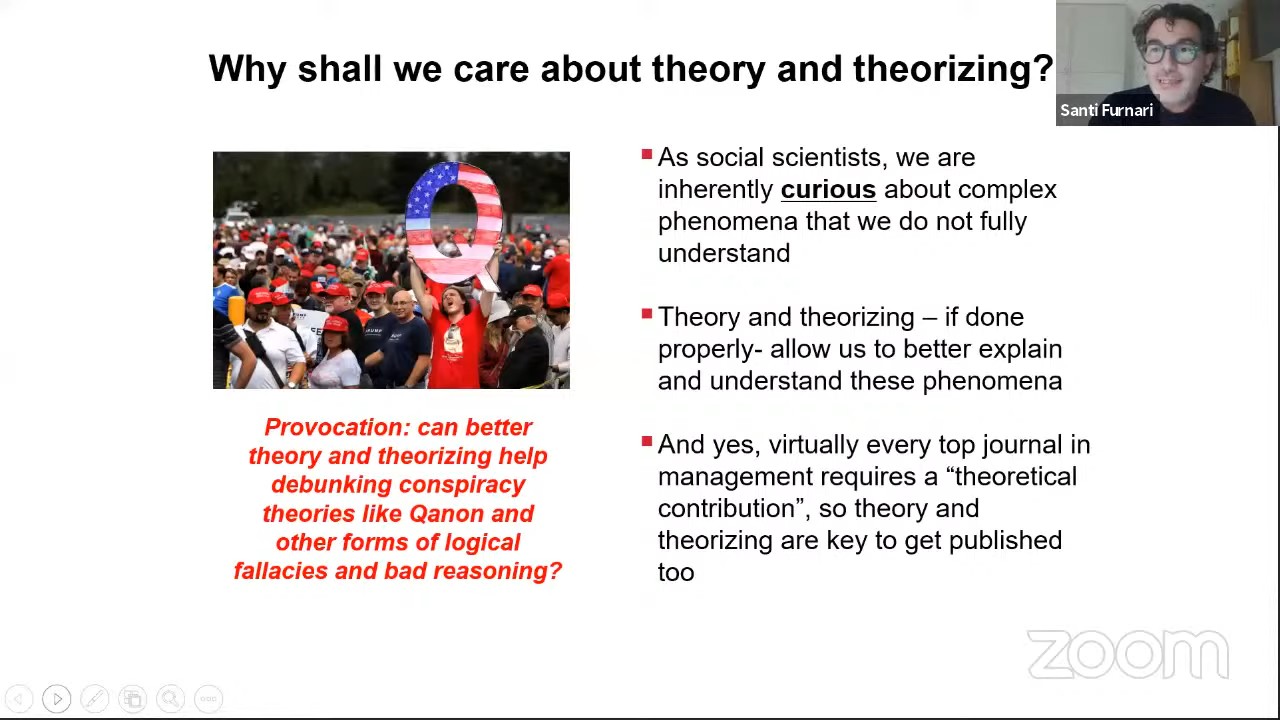 Why shall we care about theory and theorizing?
Santi Furnari
As social scientists, we are
inherently curious about complex
phenomena that we do not fully
understand
Theory and theorizing – if done
properly- allow us to better explain
and understand these phenomena
And yes, virtually every top journal in
management requires a “theoretical
contribution”, so theory and
theorizing are key to get published
too
Q
Provocation: can better
theory and theorizing help
debunking conspiracy
theories like Qanon and
other forms of logical
fallacies and bad reasoning?
zoom